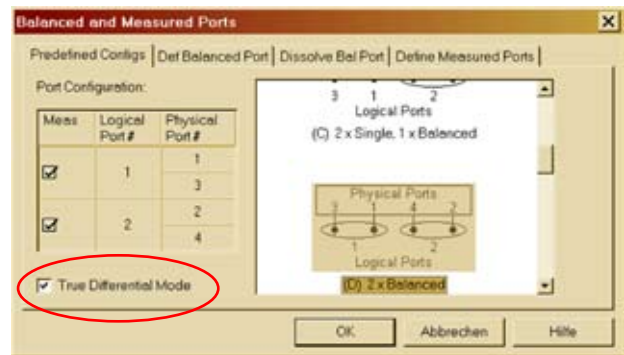 Balanced and Measured Ports
Predefined Configs Def Balanced Port Dissolve Bal Port Define Measured Ports
Port Configuration:
Meas Logical Port# Physical Port#
1 1
3
2 2
4
True Differential Mode
3 1 2
Logical Ports
(C) 2 x Single, 1 x Balanced
Physical Ports
3 1 4 2
1 2
Logical Ports
(D) 2 x Balanced
OK Abbrechen Hilfe